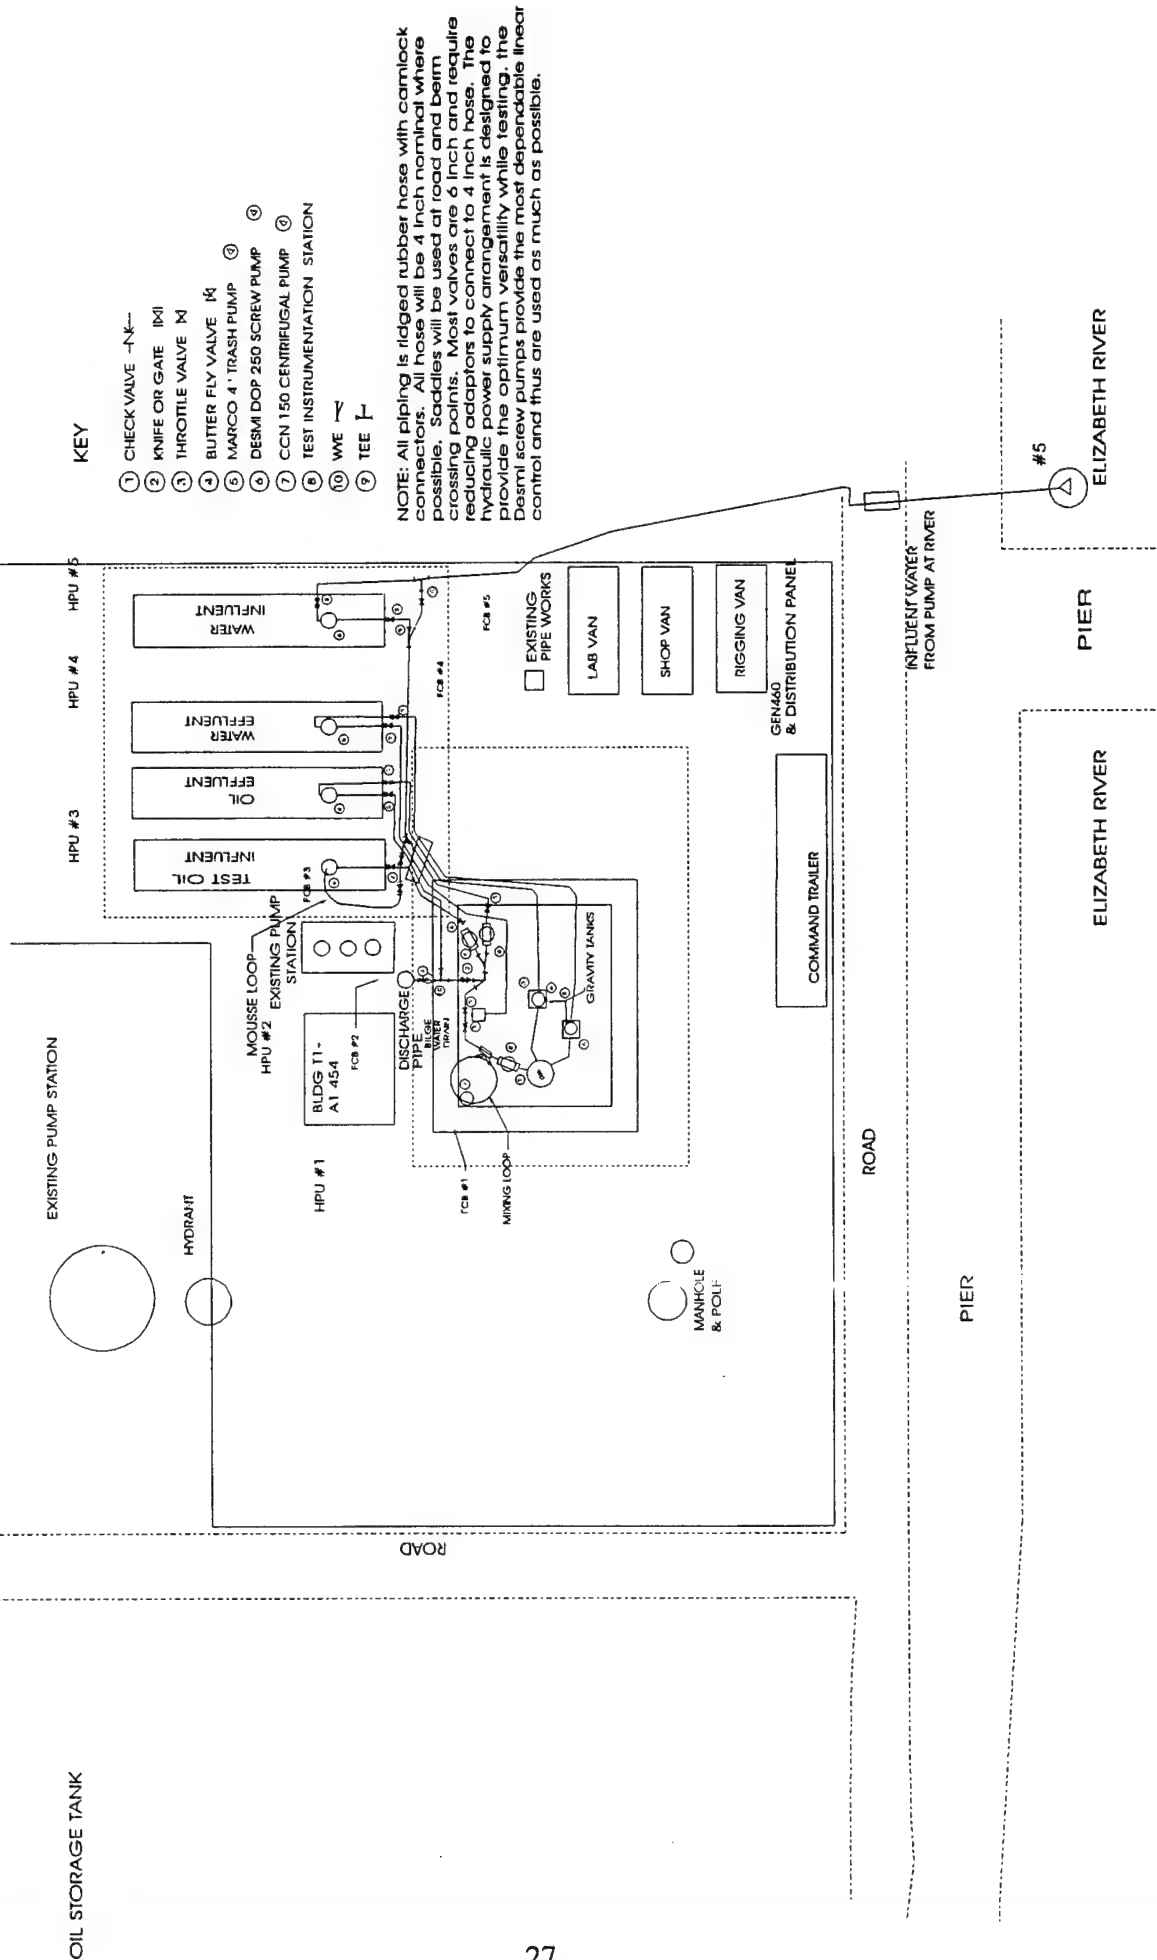 KEY
① CHECK VALVE
② KNIFE OR GATE
③ THROTTLE VALVE
④ BUTTER FLY VALVE
⑤ MARCO 4 ' TRASH PUMP
⑥ DESMI DOP 250 SCREW PUMP
⑦ CCN 150 CENTRIFUGAL PUMP
⑧ TEST INSTRUMENTATION STATION
⑩ WYE
⑨ TEE
NOTE: All piping is ridged rubber hose with camlock
connectors. All hose will be 4 inch nominal where
possible. Saddles will be used at road and berm
crossing points. Most valves are 6 inch and require
reducing adaptors to connect to 4 inch hose. The
hydraulic power supply arrangement is designed to
provide the optimum versatility while testing. the
Desmi screw pumps provide the most dependable linear
control and thus are used as much as possible.
OIL STORAGE TANK
EXISTING PUMP STATION
HYDRANT
HPU #3
HPU #4
HPU #5
TEST OIL
INFLUENT
OIL
EFFLUENT
WATER
EFFLUENT
WATER
INFLUENT
MOUSSE LOOP
HPU #2
EXISTING PUMP
STATION
FCB #3
BLDG T1-
A1 454
FCB #2
HPU #1
DISCHARGE
PIPE
BILGE
WATER
DRAIN
FCB #4
FCB #5
FCB #1
MIXING LOOP
GRAVITY TANKS
EXISTING
PIPE WORKS
LAB VAN
SHOP VAN
RIGGING VAN
GEN460
& DISTRIBUTION PANEL
COMMAND TRAILER
MANHOLE
& POLE
ROAD
ROAD
INFLUENT WATER
FROM PUMP AT RIVER
PIER
PIER
#5
ELIZABETH RIVER
ELIZABETH RIVER
27